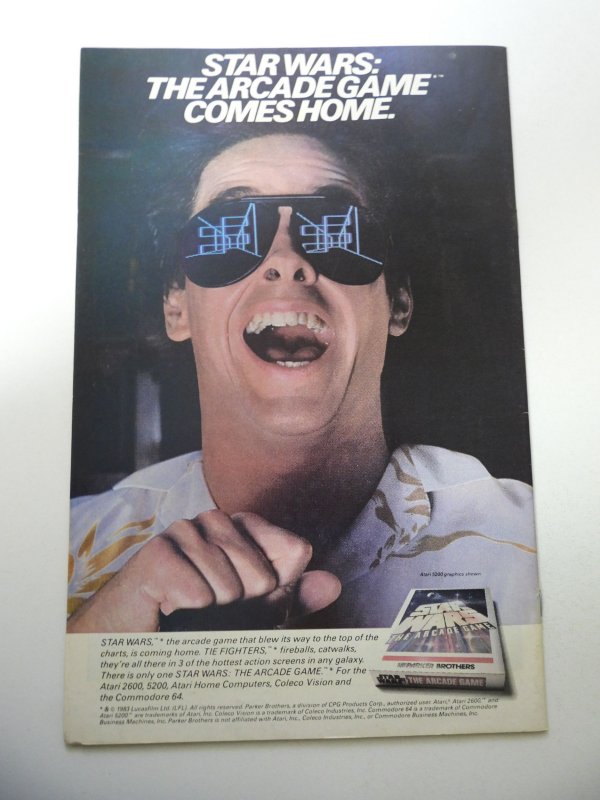 STAR WARS:
THE ARCADE GAME™
COMES HOME.
Atari 5200 graphics shown
STAR WARS,™* the arcade game that blew its way to the top of the
charts, is coming home. TIE FIGHTERS,™* fireballs, catwalks,
they're all there in 3 of the hottest action screens in any galaxy.
There is only one STAR WARS: THE ARCADE GAME.™* For the
Atari 2600, 5200, Atari Home Computers, Coleco Vision and
the Commodore 64.
STAR
WARS
THE ARCADE GAME
PARKER BROTHERS
STAR WARS THE ARCADE GAME
* & © 1983 Lucasfilm Ltd. (LFL). All rights reserved. Parker Brothers, a division of CPG Products Corp., authorized user. Atari,® Atari 2600,™ and
Atari 5200™ are trademarks of Atari, Inc. Coleco Vision is a trademark of Coleco Industries, Inc. Commodore 64 is a trademark of Commodore
Business Machines, Inc. Parker Brothers is not affiliated with Atari, Inc., Coleco Industries, Inc., or Commodore Business Machines, Inc.